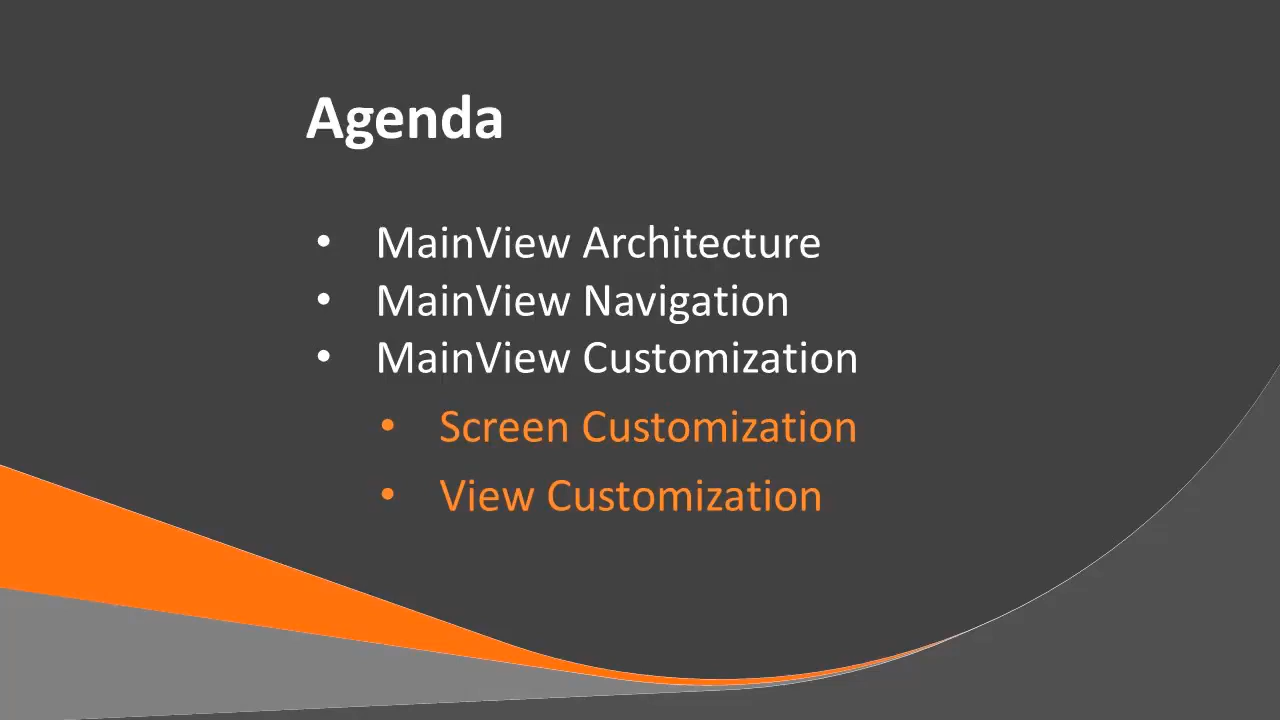 Agenda
• MainView Architecture
• MainView Navigation
• MainView Customization
• Screen Customization
• View Customization